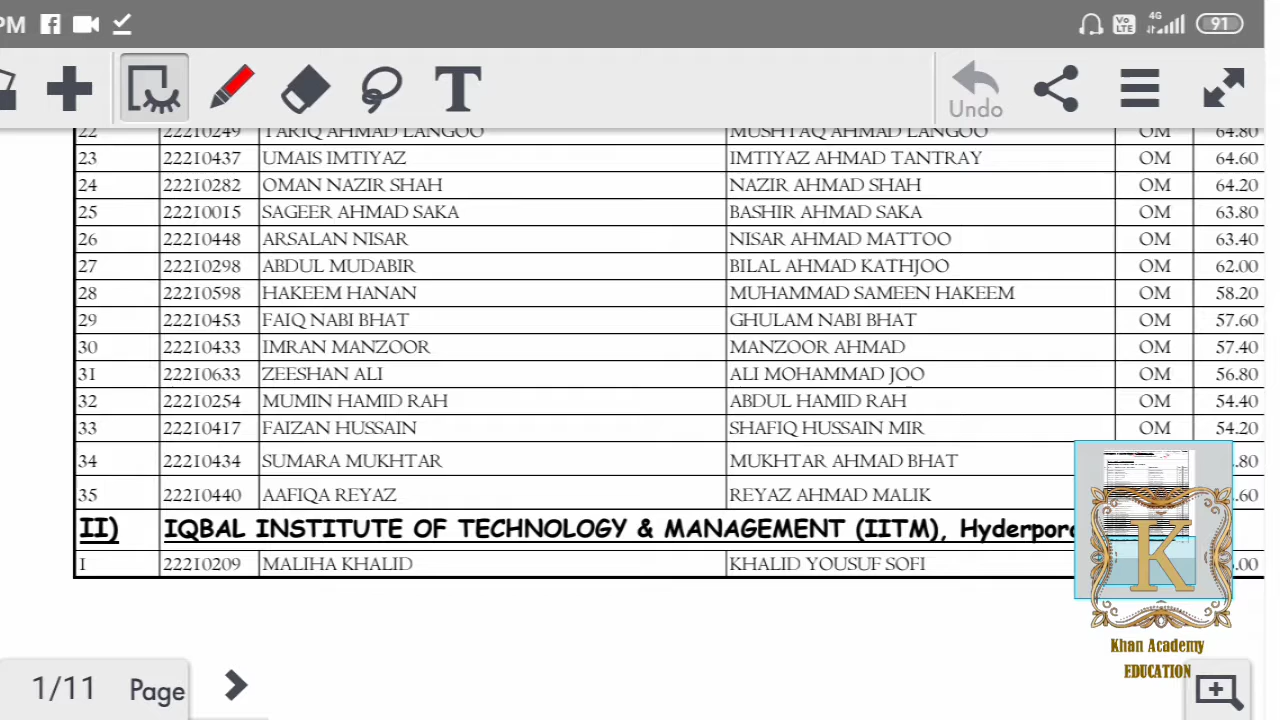 PM VoLTE 4G 91
T Undo
22 22210249 TARIQ AHMAD LANGOO MUSHTAQ AHMAD LANGOO OM 64.80
23 22210437 UMAIS IMTIYAZ IMTIYAZ AHMAD TANTRAY OM 64.60
24 22210282 OMAN NAZIR SHAH NAZIR AHMAD SHAH OM 64.20
25 22210015 SAGEER AHMAD SAKA BASHIR AHMAD SAKA OM 63.80
26 22210448 ARSALAN NISAR NISAR AHMAD MATTOO OM 63.40
27 22210298 ABDUL MUDABIR BILAL AHMAD KATHJOO OM 62.00
28 22210598 HAKEEM HANAN MUHAMMAD SAMEEN HAKEEM OM 58.20
29 22210453 FAIQ NABI BHAT GHULAM NABI BHAT OM 57.60
30 22210433 IMRAN MANZOOR MANZOOR AHMAD OM 57.40
31 22210633 ZEESHAN ALI ALI MOHAMMAD JOO OM 56.80
32 22210254 MUMIN HAMID RAH ABDUL HAMID RAH OM 54.40
33 22210417 FAIZAN HUSSAIN SHAFIQ HUSSAIN MIR OM 54.20
34 22210434 SUMARA MUKHTAR MUKHTAR AHMAD BHAT .80
35 22210440 AAFIQA REYAZ REYAZ AHMAD MALIK .60
II) IQBAL INSTITUTE OF TECHNOLOGY & MANAGEMENT (IITM), Hyderpora
1 22210209 MALIHA KHALID KHALID YOUSUF SOFI .00
K
Khan Academy
EDUCATION
1/11 Page